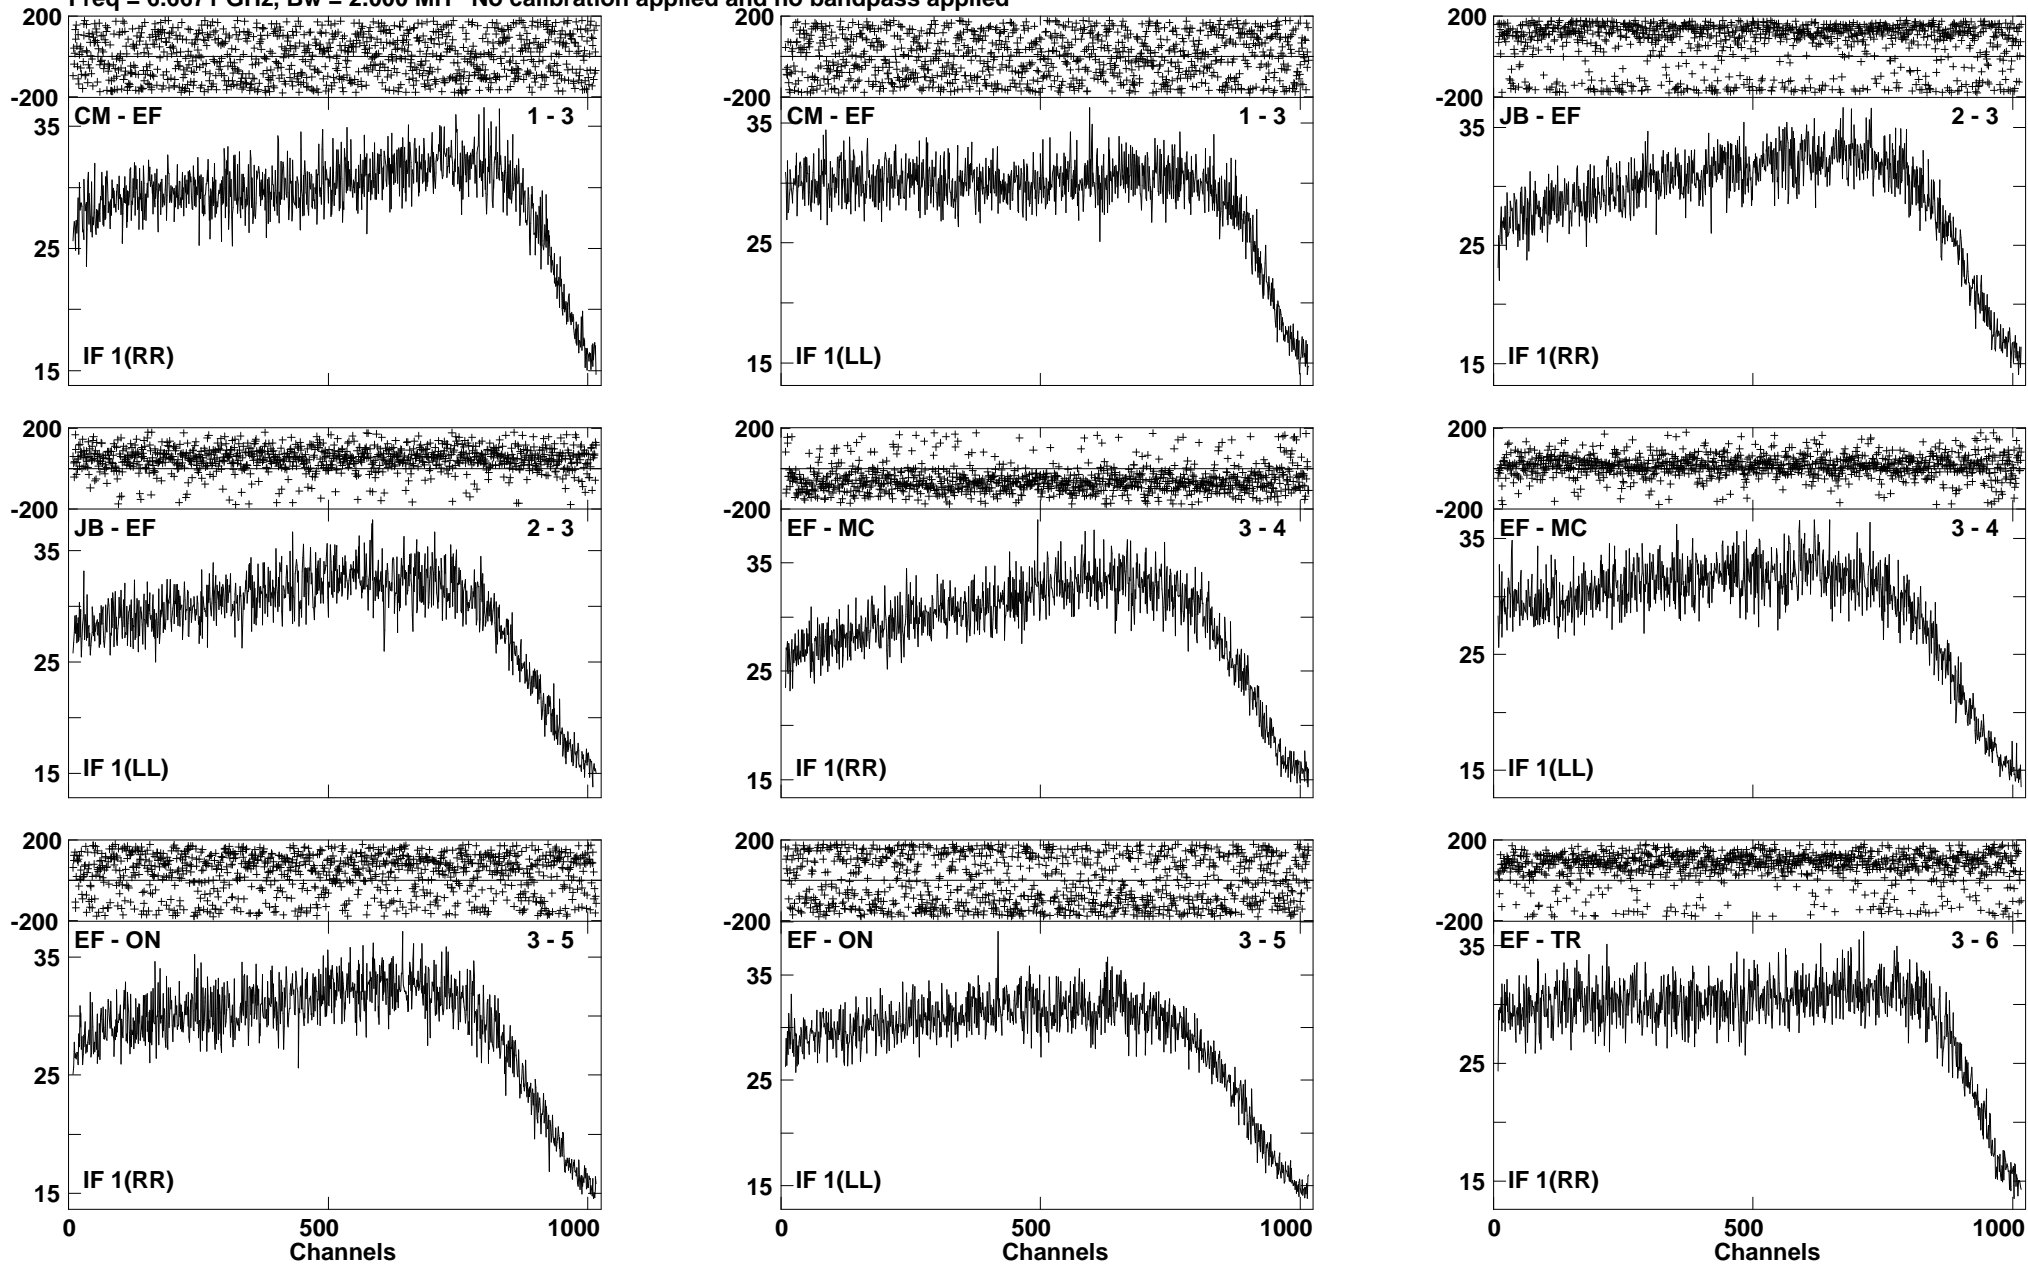 Freq = 6.6671 GHz, Bw = 2.000 MH No calibration applied and no bandpass applied
200
-200
CM - EF 1 - 3
35
25
15
IF 1(RR)
200
-200
CM - EF 1 - 3
35
25
15
IF 1(LL)
200
-200
JB - EF 2 - 3
35
25
15
IF 1(RR)
200
-200
JB - EF 2 - 3
35
25
15
IF 1(LL)
200
-200
EF - MC 3 - 4
35
25
15
IF 1(RR)
200
-200
EF - MC 3 - 4
35
25
15
IF 1(LL)
200
-200
EF - ON 3 - 5
35
25
15
IF 1(RR)
0 500 1000
Channels
200
-200
EF - ON 3 - 5
35
25
15
IF 1(LL)
0 500 1000
Channels
200
-200
EF - TR 3 - 6
35
25
15
IF 1(RR)
0 500 1000
Channels